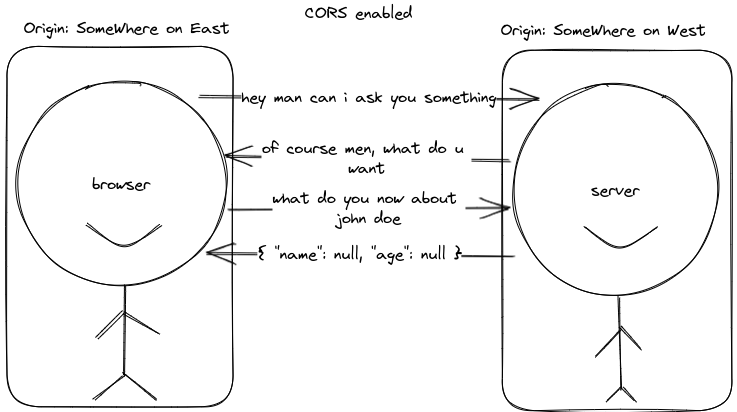 CORS enabled
Origin: SomeWhere on East
Origin: SomeWhere on West
hey man can i ask you something
of course men, what do u
want
browser
server
what do you now about
john doe
{ "name": null, "age": null }